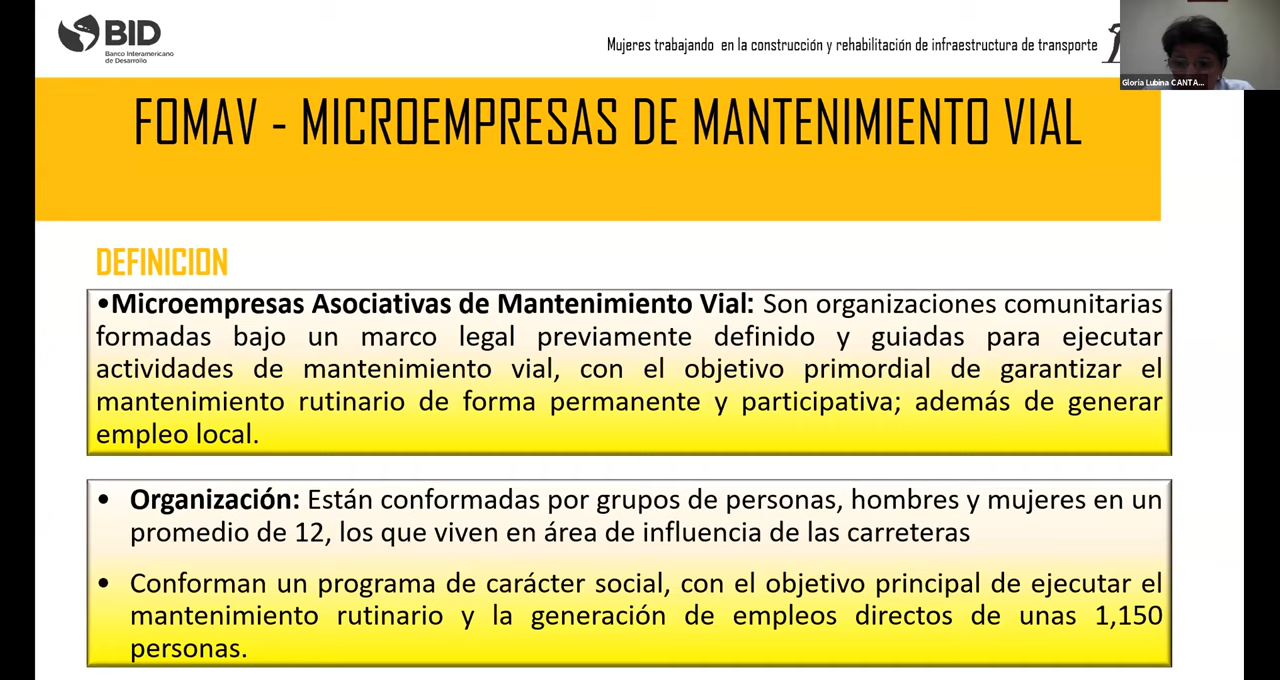 BID
Banco Interamericano
de Desarrollo
Mujeres trabajando en la construcción y rehabilitación de infraestructura de transporte
Gloria Lubina CANTA...
FOMAV - MICROEMPRESAS DE MANTENIMIENTO VIAL
DEFINICION
•Microempresas Asociativas de Mantenimiento Vial: Son organizaciones comunitarias
formadas bajo un marco legal previamente definido y guiadas para ejecutar
actividades de mantenimiento vial, con el objetivo primordial de garantizar el
mantenimiento rutinario de forma permanente y participativa; además de generar
empleo local.
• Organización: Están conformadas por grupos de personas, hombres y mujeres en un
promedio de 12, los que viven en área de influencia de las carreteras
• Conforman un programa de carácter social, con el objetivo principal de ejecutar el
mantenimiento rutinario y la generación de empleos directos de unas 1,150
personas.